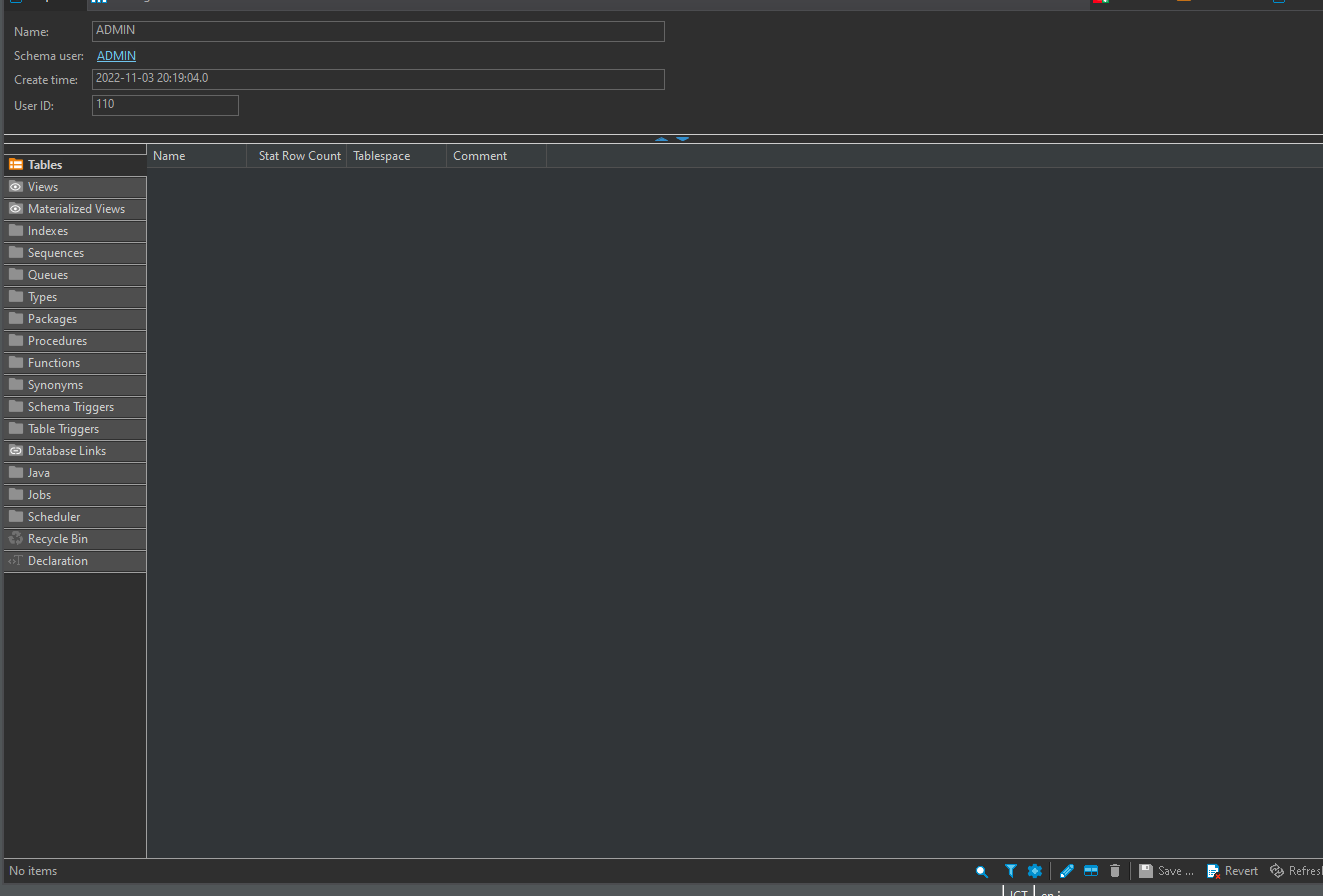 Name: ADMIN
Schema user: ADMIN
Create time: 2022-11-03 20:19:04.0
User ID: 110
Name Stat Row Count Tablespace Comment
Tables
Views
Materialized Views
Indexes
Sequences
Queues
Types
Packages
Procedures
Functions
Synonyms
Schema Triggers
Table Triggers
Database Links
Java
Jobs
Scheduler
Recycle Bin
Declaration
No items Save ... Revert